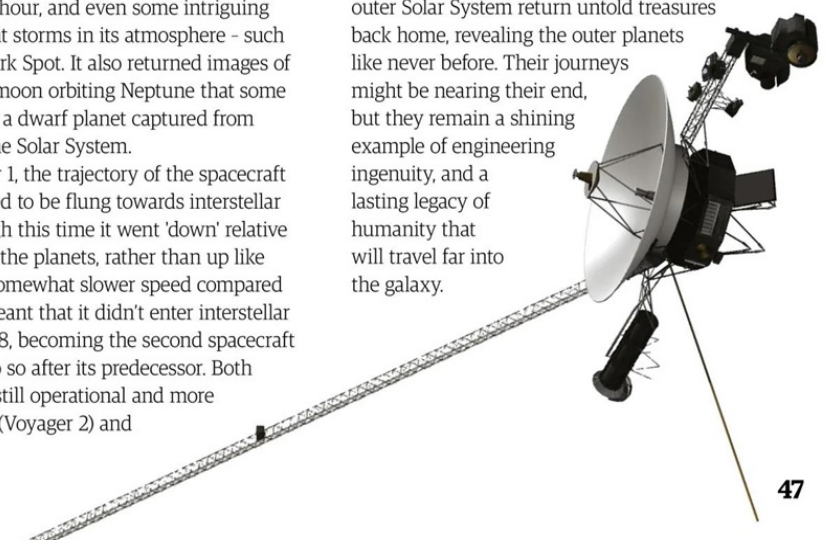 hour, and even some intriguing
storms in its atmosphere - such
Spot. It also returned images of
moon orbiting Neptune that some
a dwarf planet captured from
Solar System.
1, the trajectory of the spacecraft
to be flung towards interstellar
this time it went 'down' relative
the planets, rather than up like
slower speed compared
that it didn't enter interstellar
8, becoming the second spacecraft
so after its predecessor. Both
still operational and more
(Voyager 2) and
outer Solar System return untold treasures
back home, revealing the outer planets
like never before. Their journeys
might be nearing their end,
but they remain a shining
example of engineering
ingenuity, and a
lasting legacy of
humanity that
will travel far into
the galaxy.
47